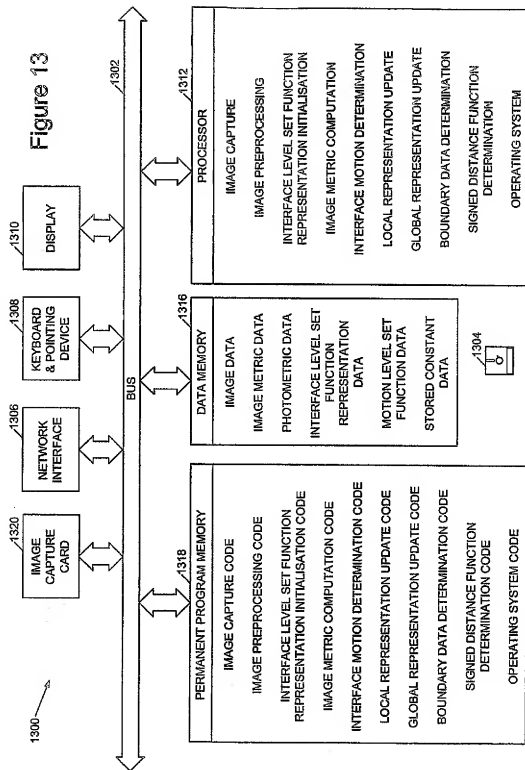 Figure 13
1300
1320
IMAGE CAPTURE
CARD
1306
NETWORK
INTERFACE
1308
KEYBOARD
& POINTING
DEVICE
1310
DISPLAY
1302
BUS
1318
PERMANENT PROGRAM MEMORY
IMAGE CAPTURE CODE
IMAGE PREPROCESSING CODE
INTERFACE LEVEL SET FUNCTION
REPRESENTATION INITIALISATION CODE
IMAGE METRIC COMPUTATION CODE
INTERFACE MOTION DETERMINATION CODE
LOCAL REPRESENTATION UPDATE CODE
GLOBAL REPRESENTATION UPDATE CODE
BOUNDARY DATA DETERMINATION CODE
SIGNED DISTANCE FUNCTION
DETERMINATION CODE
OPERATING SYSTEM CODE
1316
DATA MEMORY
IMAGE DATA
IMAGE METRIC DATA
PHOTOMETRIC DATA
INTERFACE LEVEL SET
FUNCTION
REPRESENTATION
DATA
MOTION LEVEL SET
FUNCTION DATA
STORED CONSTANT
DATA
1304
1312
PROCESSOR
IMAGE CAPTURE
IMAGE PREPROCESSING
INTERFACE LEVEL SET FUNCTION
REPRESENTATION INITIALISATION
IMAGE METRIC COMPUTATION
INTERFACE MOTION DETERMINATION
LOCAL REPRESENTATION UPDATE
GLOBAL REPRESENTATION UPDATE
BOUNDARY DATA DETERMINATION
SIGNED DISTANCE FUNCTION
DETERMINATION
OPERATING SYSTEM